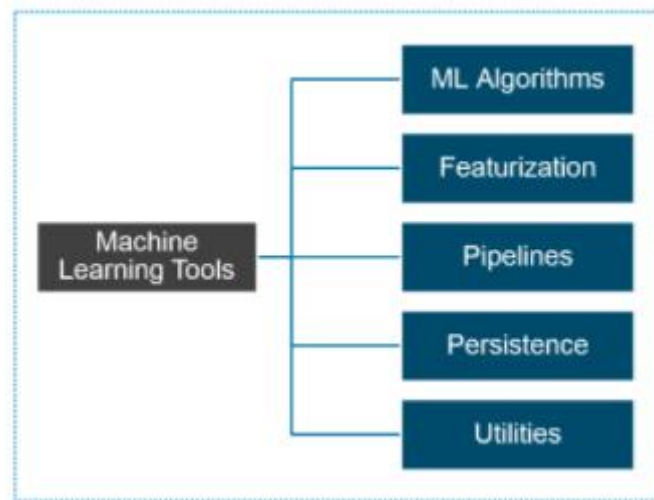 ML Algorithms
Featurization
Machine
Learning Tools
Pipelines
Persistence
Utilities